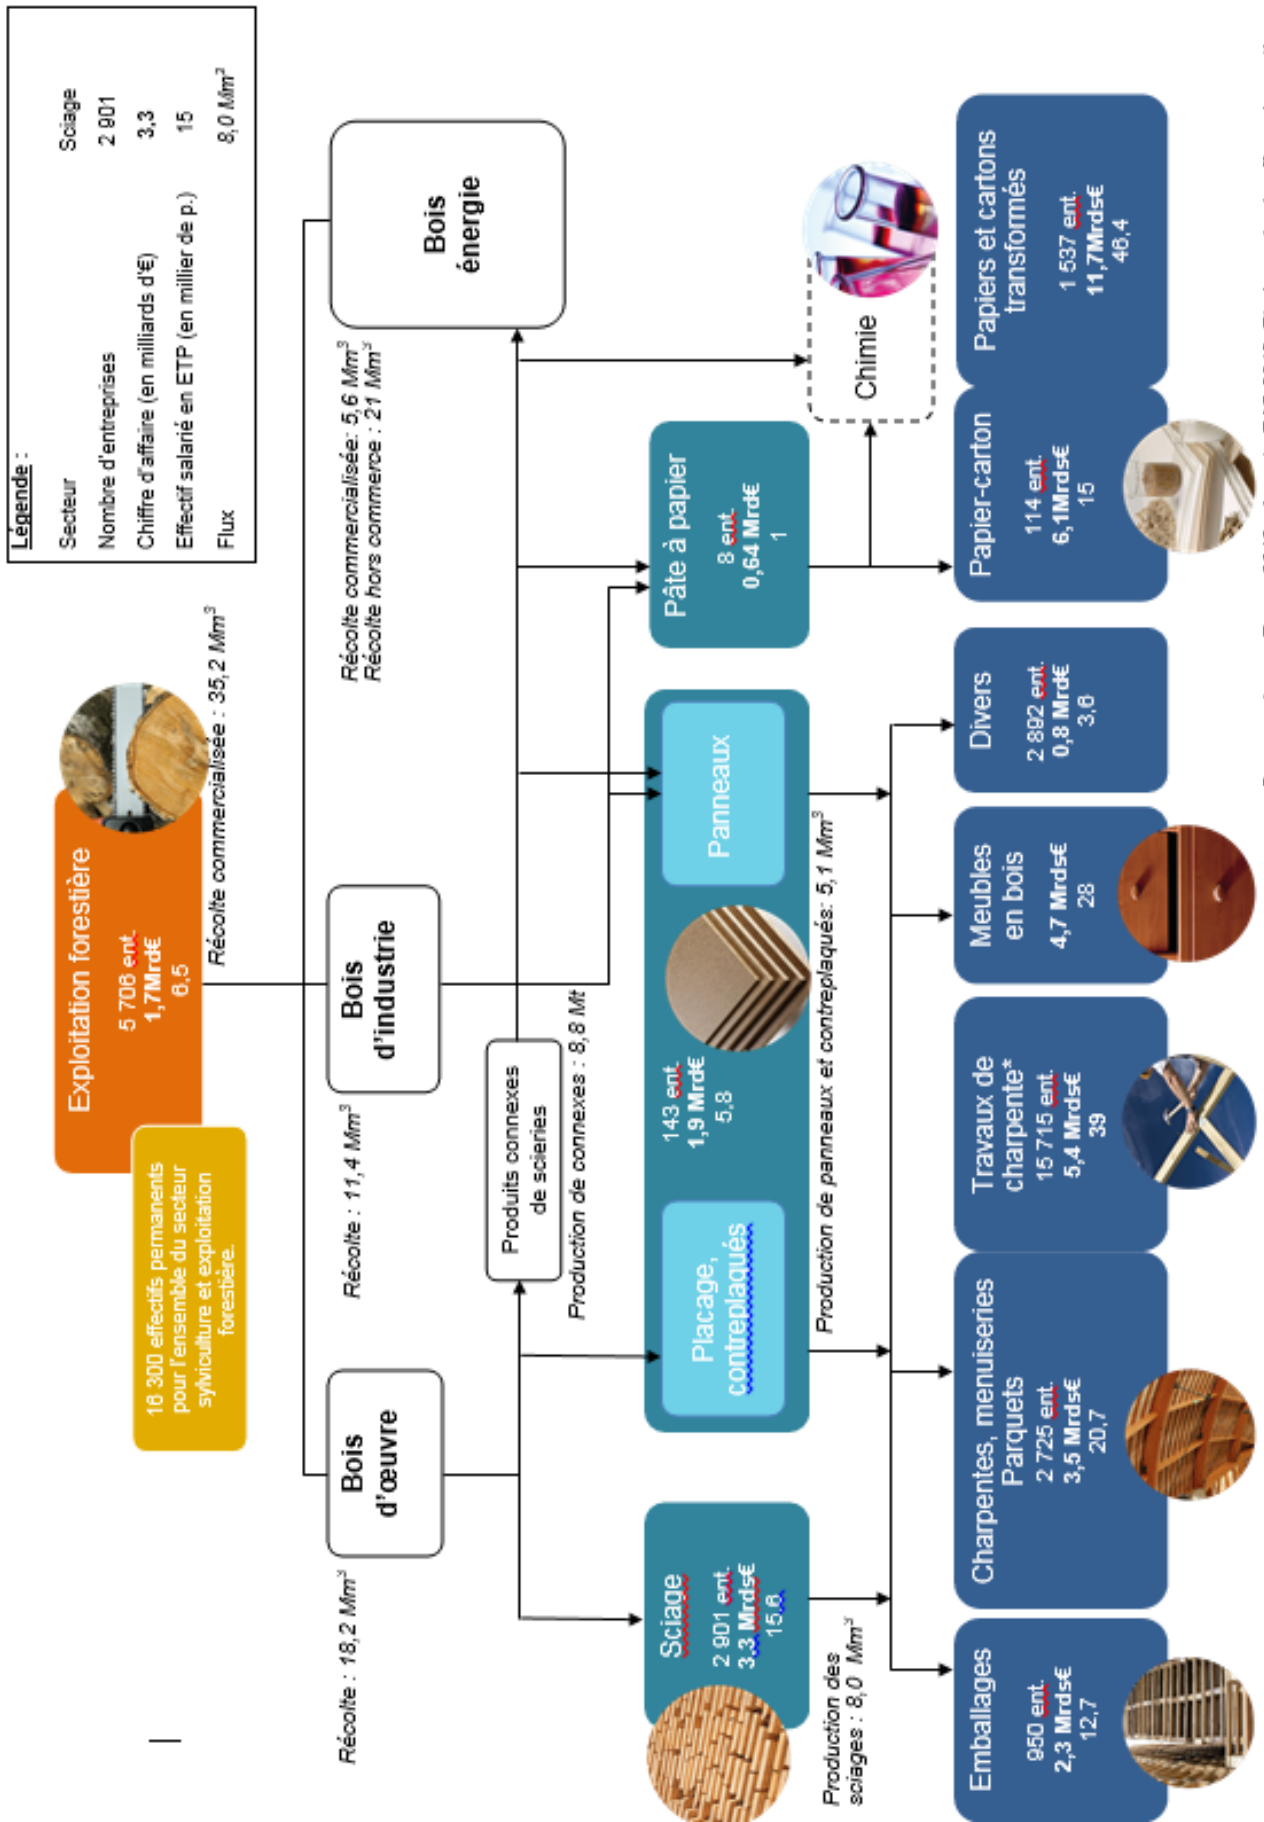 Légende :
Secteur Sciage
Nombre d'entreprises 2 901
Chiffre d'affaire (en milliards d'€) 3,3
Effectif salarié en ETP (en millier de p.) 15
Flux 8,0 Mm³
Exploitation forestière
5 706 ent.
1,7Mrd€
6,5
16 300 effectifs permanents
pour l'ensemble du secteur
sylviculture et exploitation
forestière.
Récolte commercialisée : 35,2 Mm³
Bois
d'œuvre
Récolte : 18,2 Mm³
Bois
d'industrie
Récolte : 11,4 Mm³
Bois
énergie
Récolte commercialisée: 5,6 Mm³
Récolte hors commerce : 21 Mm³
Produits connexes
de scieries
Production de connexes : 8,8 Mt
Sciage
2 901 ent.
3,3 Mrds€
15,6
Production des
sciages : 8,0 Mm³
Placage,
contreplaqués
143 ent.
1,9 Mrd€
5,8
Panneaux
Production de panneaux et contreplaqués: 5,1 Mm³
Pâte à papier
8 ent.
0,64 Mrd€
1
Chimie
Emballages
950 ent.
2,3 Mrds€
12,7
Charpentes, menuiseries
Parquets
2 725 ent.
3,5 Mrds€
20,7
Travaux de
charpente*
15 715 ent.
5,4 Mrds€
39
Meubles
en bois
4,7 Mrds€
28
Divers
2 892 ent.
0,8 Mrd€
3,6
Papier-carton
114 ent.
6,1Mrds€
15
Papiers et cartons
transformés
1 537 ent.
11,7Mrds€
46,4